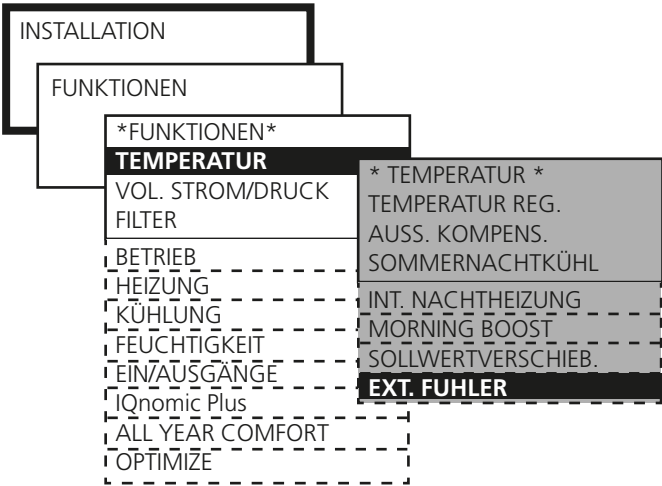 INSTALLATION
FUNKTIONEN
*FUNKTIONEN*
TEMPERATUR
VOL. STROM/DRUCK
FILTER
BETRIEB
HEIZUNG
KÜHLUNG
FEUCHTIGKEIT
EIN/AUSGÄNGE
IQnomic Plus
ALL YEAR COMFORT
OPTIMIZE
* TEMPERATUR *
TEMPERATUR REG.
AUSS. KOMPENS.
SOMMERNACHTKÜHL
INT. NACHTHEIZUNG
MORNING BOOST
SOLLWERTVERSCHIEB.
EXT. FUHLER